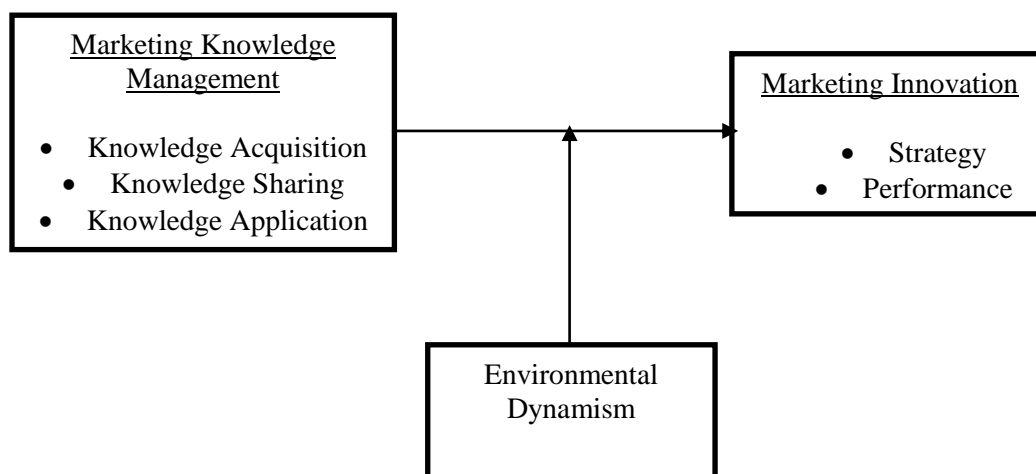 Marketing Knowledge
Management
• Knowledge Acquisition
• Knowledge Sharing
• Knowledge Application
Marketing Innovation
• Strategy
• Performance
Environmental
Dynamism